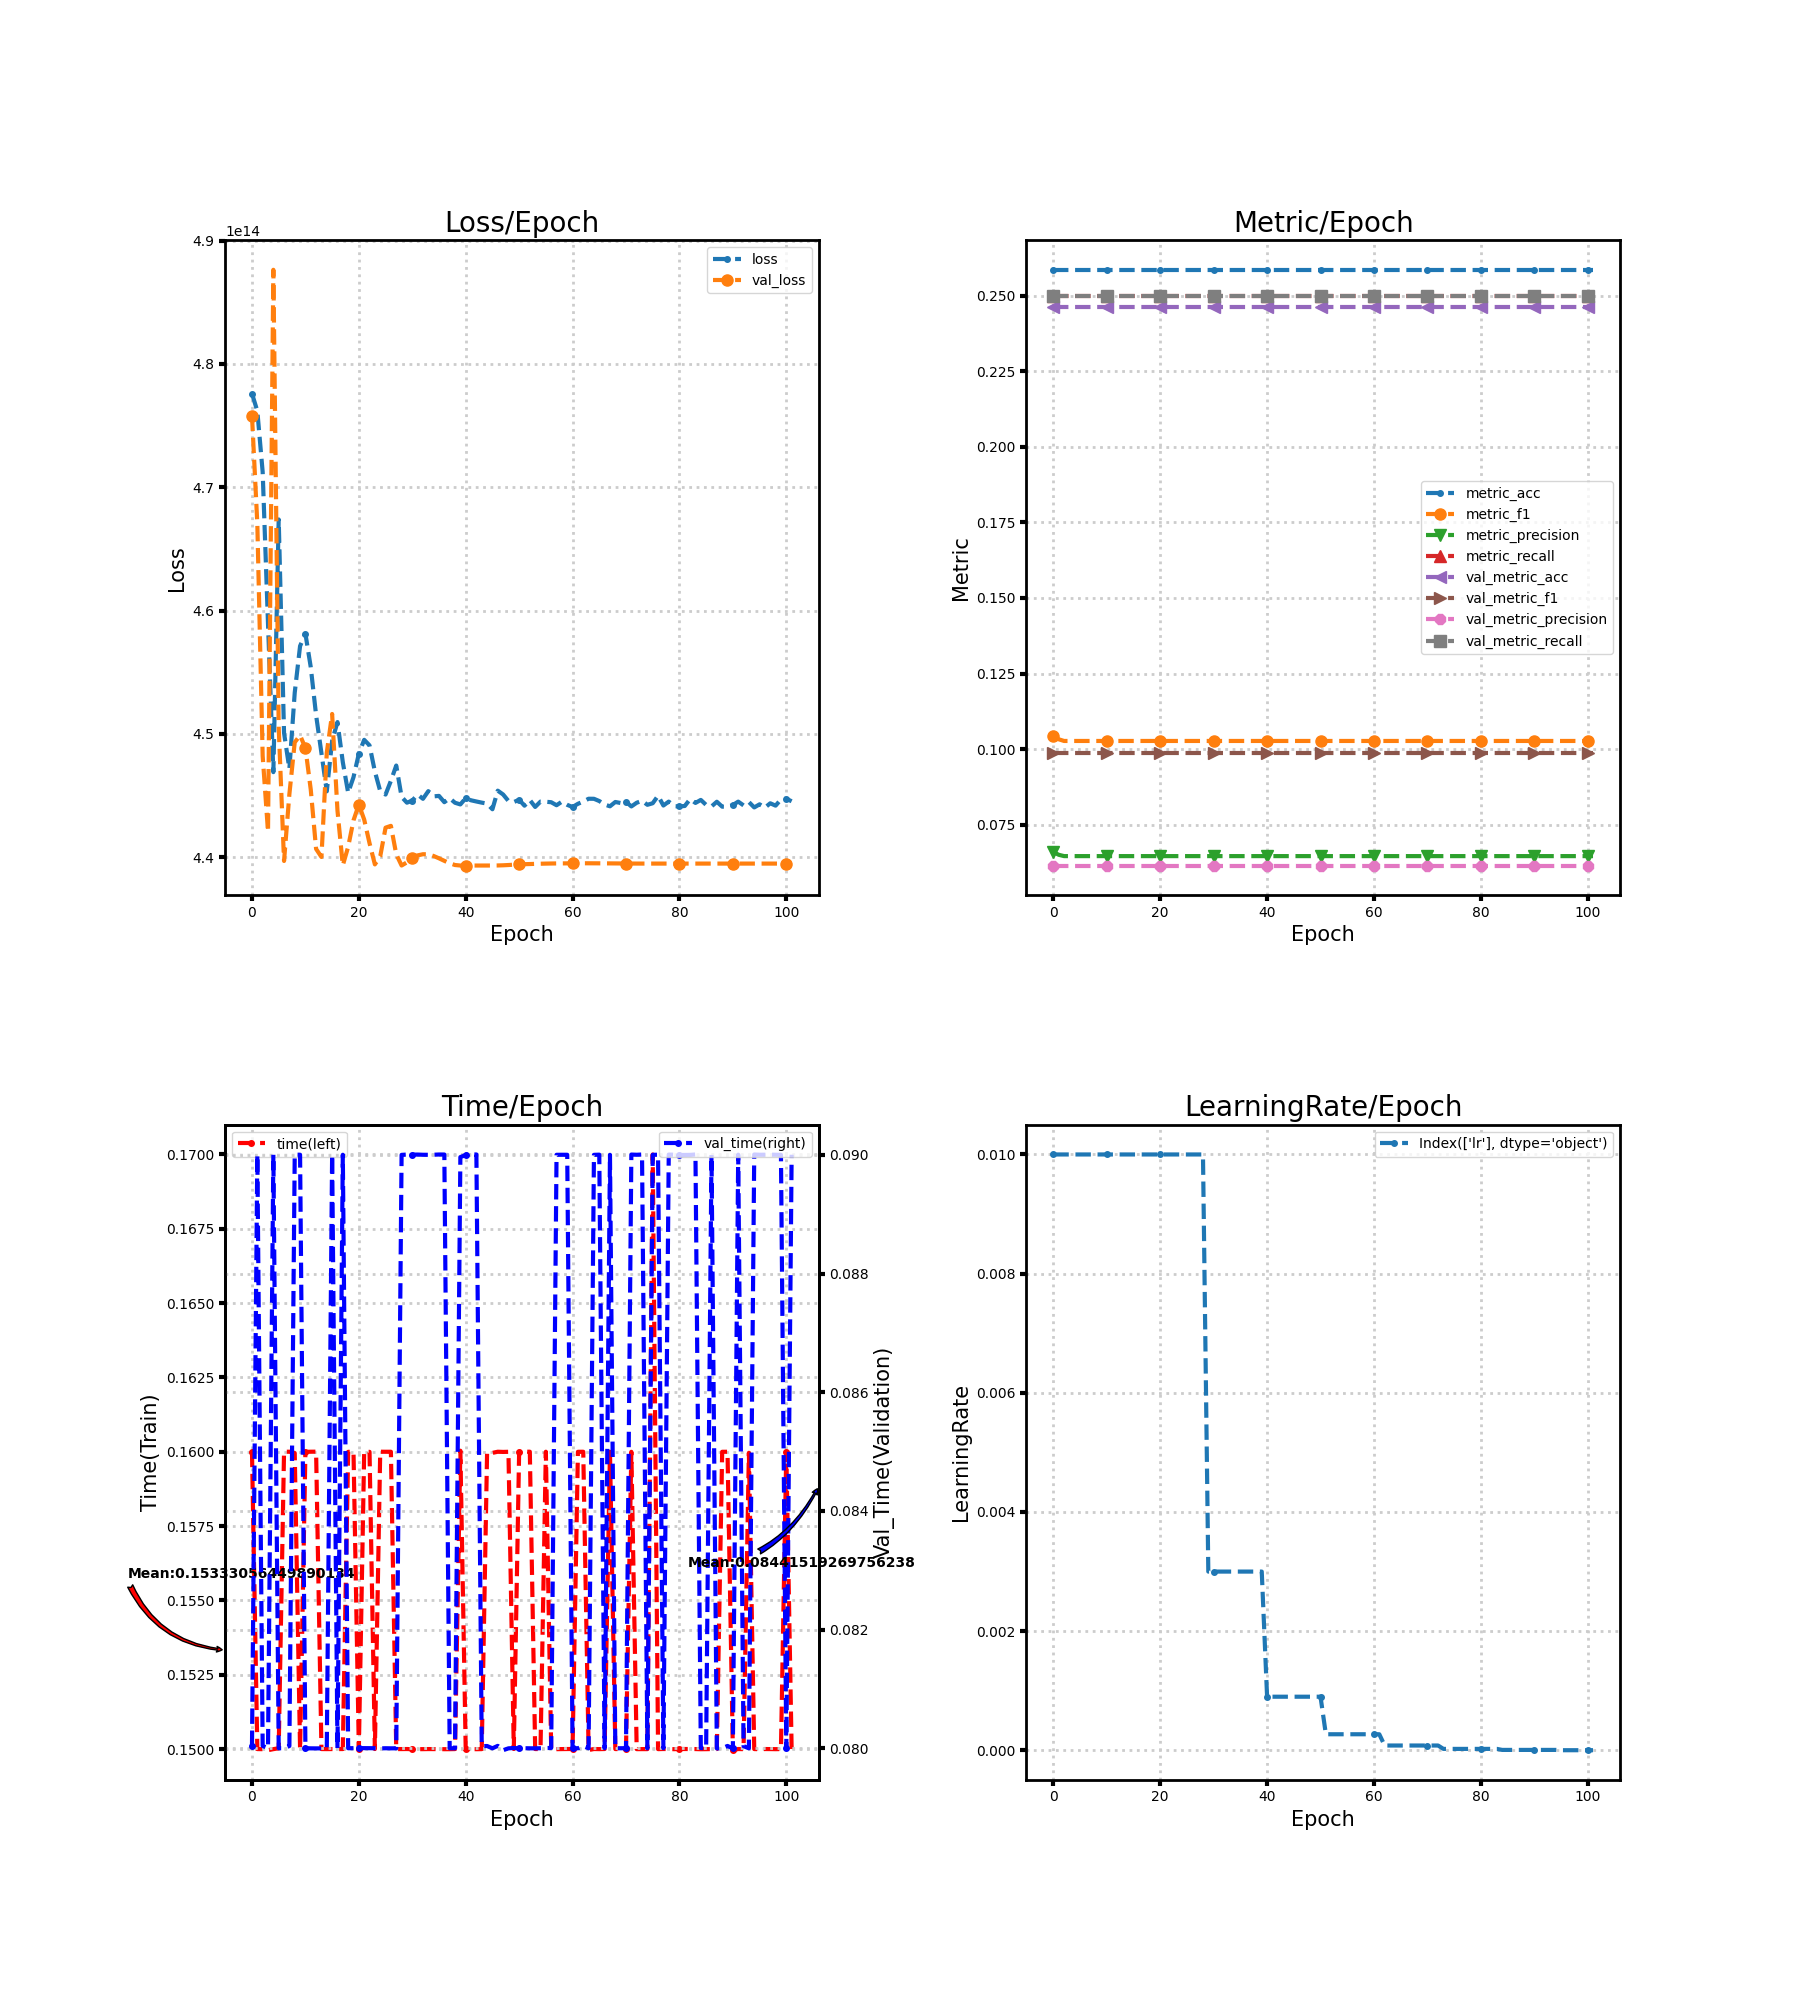 Loss/Epoch
1e14
4.9
4.8
4.7
4.6
4.5
4.4
Loss
loss
val_loss
0 20 40 60 80 100
Epoch
Metric/Epoch
0.250
0.225
0.200
0.175
0.150
0.125
0.100
0.075
Metric
metric_acc
metric_f1
metric_precision
metric_recall
val_metric_acc
val_metric_f1
val_metric_precision
val_metric_recall
0 20 40 60 80 100
Epoch
Time/Epoch
time(left)
val_time(right)
0.1700
0.1675
0.1650
0.1625
0.1600
0.1575
0.1550
0.1525
0.1500
Time(Train)
0.090
0.088
0.086
0.084
0.082
0.080
Val_Time(Validation)
Mean:0.08441519269756238
0 20 40 60 80 100
Epoch
LearningRate/Epoch
Index(['lr'], dtype='object')
0.010
0.008
0.006
0.004
0.002
0.000
LearningRate
0 20 40 60 80 100
Epoch